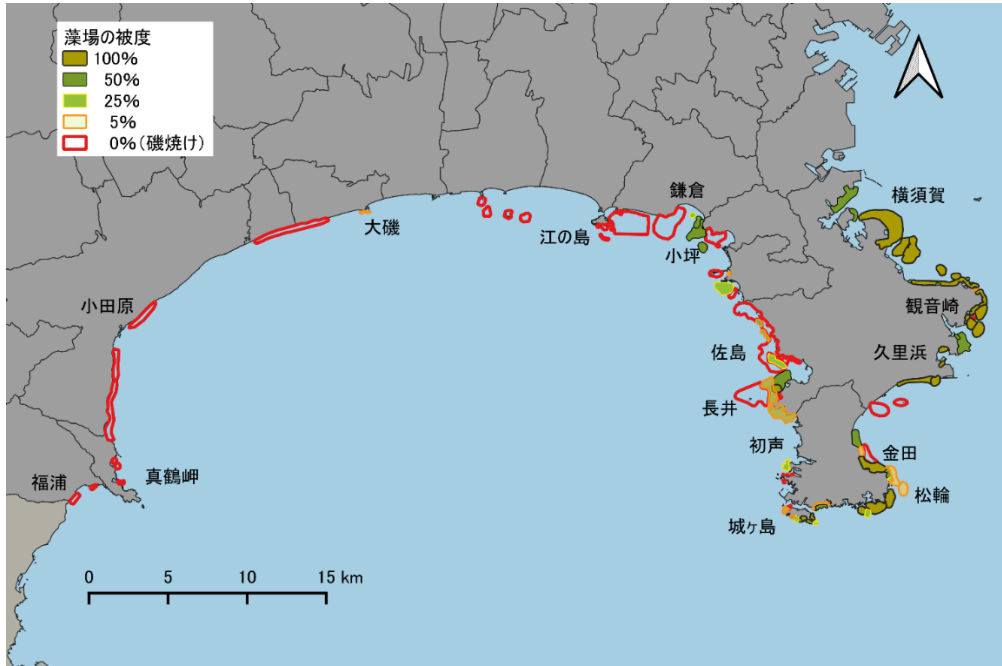 藻場の被度
100%
50%
25%
5%
0%(磯焼け)
横須賀
鎌倉
大磯
江の島
小坪
小田原
観音崎
佐島
久里浜
長井
初声
金田
福浦
真鶴岬
松輪
城ヶ島
0 5 10 15 km